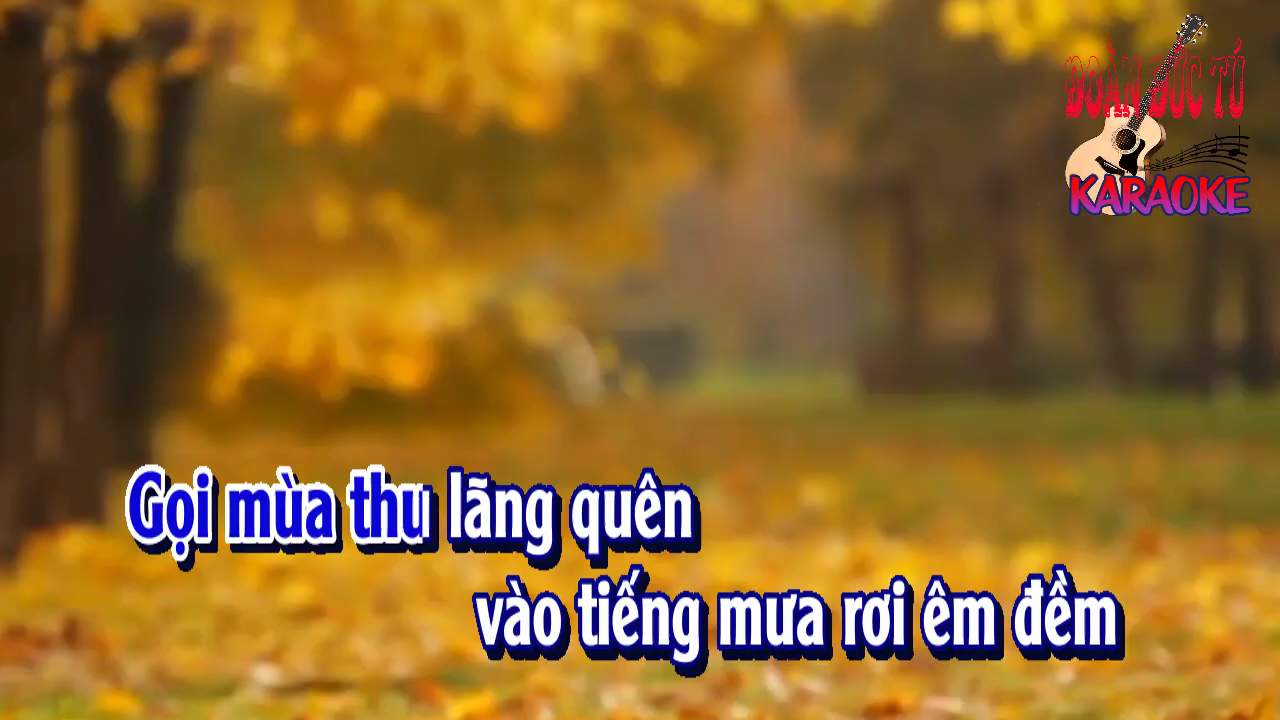 ĐOÀN ĐỨC TÚ
KARAOKE
Gọi mùa thu lãng quên
vào tiếng mưa rơi êm đềm